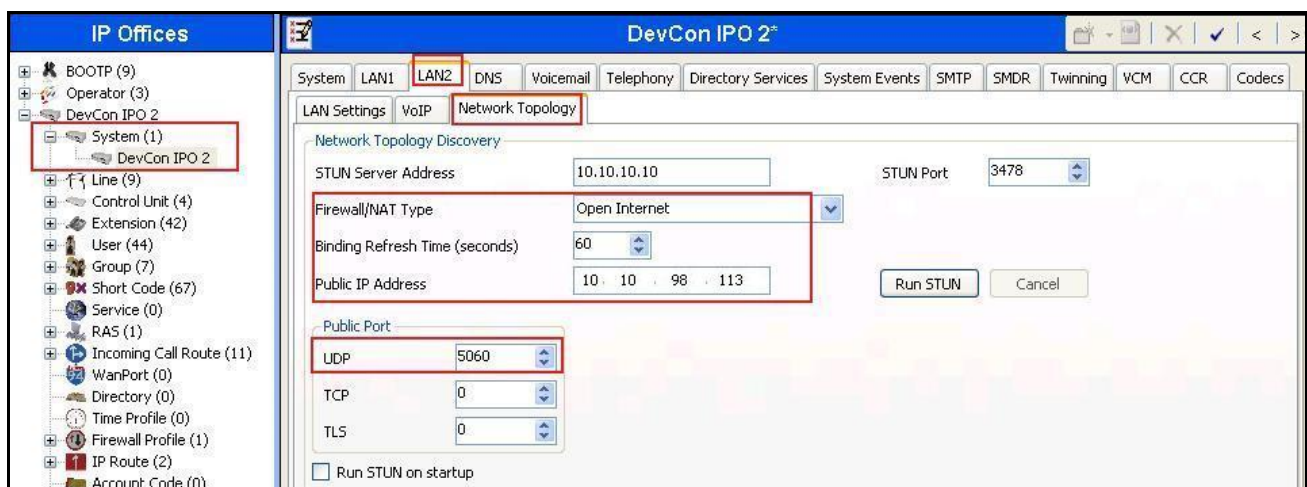 IP Offices
BOOTP (9)
Operator (3)
DevCon IPO 2
System (1)
DevCon IPO 2
Line (9)
Control Unit (4)
Extension (42)
User (44)
Group (7)
Short Code (67)
Service (0)
RAS (1)
Incoming Call Route (11)
WanPort (0)
Directory (0)
Time Profile (0)
Firewall Profile (1)
IP Route (2)
Account Code (0)
DevCon IPO 2*
System LAN1 LAN2 DNS Voicemail Telephony Directory Services System Events SMTP SMDR Twinning VCM CCR Codecs
LAN Settings VoIP Network Topology
Network Topology Discovery
STUN Server Address 10.10.10.10 STUN Port 3478
Firewall/NAT Type Open Internet
Binding Refresh Time (seconds) 60
Public IP Address 10 . 10 . 98 . 113 Run STUN Cancel
Public Port
UDP 5060
TCP 0
TLS 0
Run STUN on startup